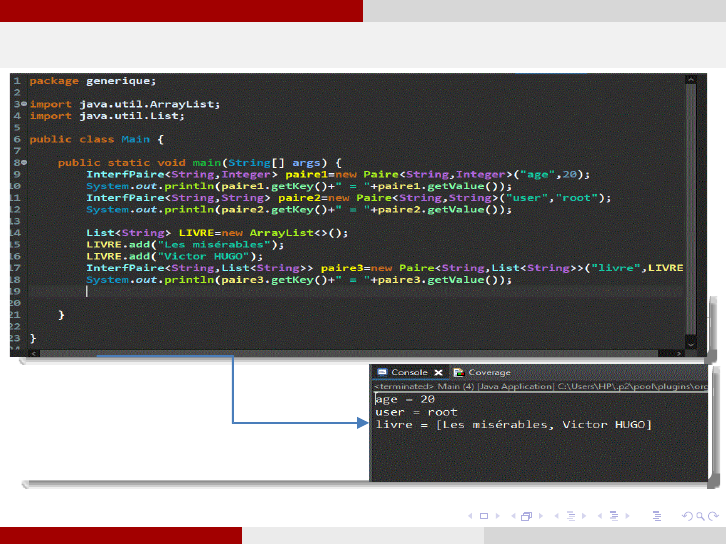 1 package generique;
2
3 import java.util.ArrayList;
4 import java.util.List;
5
6 public class Main {
7
8 public static void main(String[] args) {
9 InterfPaire<String,Integer> paire1=new Paire<String,Integer>("age",20);
10 System.out.println(paire1.getKey()+" = "+paire1.getValue());
11 InterfPaire<String,String> paire2=new Paire<String,String>("user","root");
12 System.out.println(paire2.getKey()+" = "+paire2.getValue());
13
14 List<String> LIVRE=new ArrayList<>();
15 LIVRE.add("Les misérables");
16 LIVRE.add("Victor HUGO");
17 InterfPaire<String,List<String>> paire3=new Paire<String,List<String>>("livre",LIVRE
18 System.out.println(paire3.getKey()+" = "+paire3.getValue());
19
20
21 }
22
23 }
Console Coverage
<terminated> Main (4) [Java Application] C:\Users\HP\.p2\pool\plugins\org
age = 20
user = root
livre = [Les misérables, Victor HUGO]